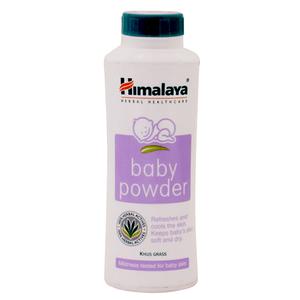 Himalaya®
HERBAL HEALTHCARE
baby
powder
Refreshes and
cools the skin.
Keeps baby's skin
soft and dry.
KHUS GRASS
Mildness tested for baby skin